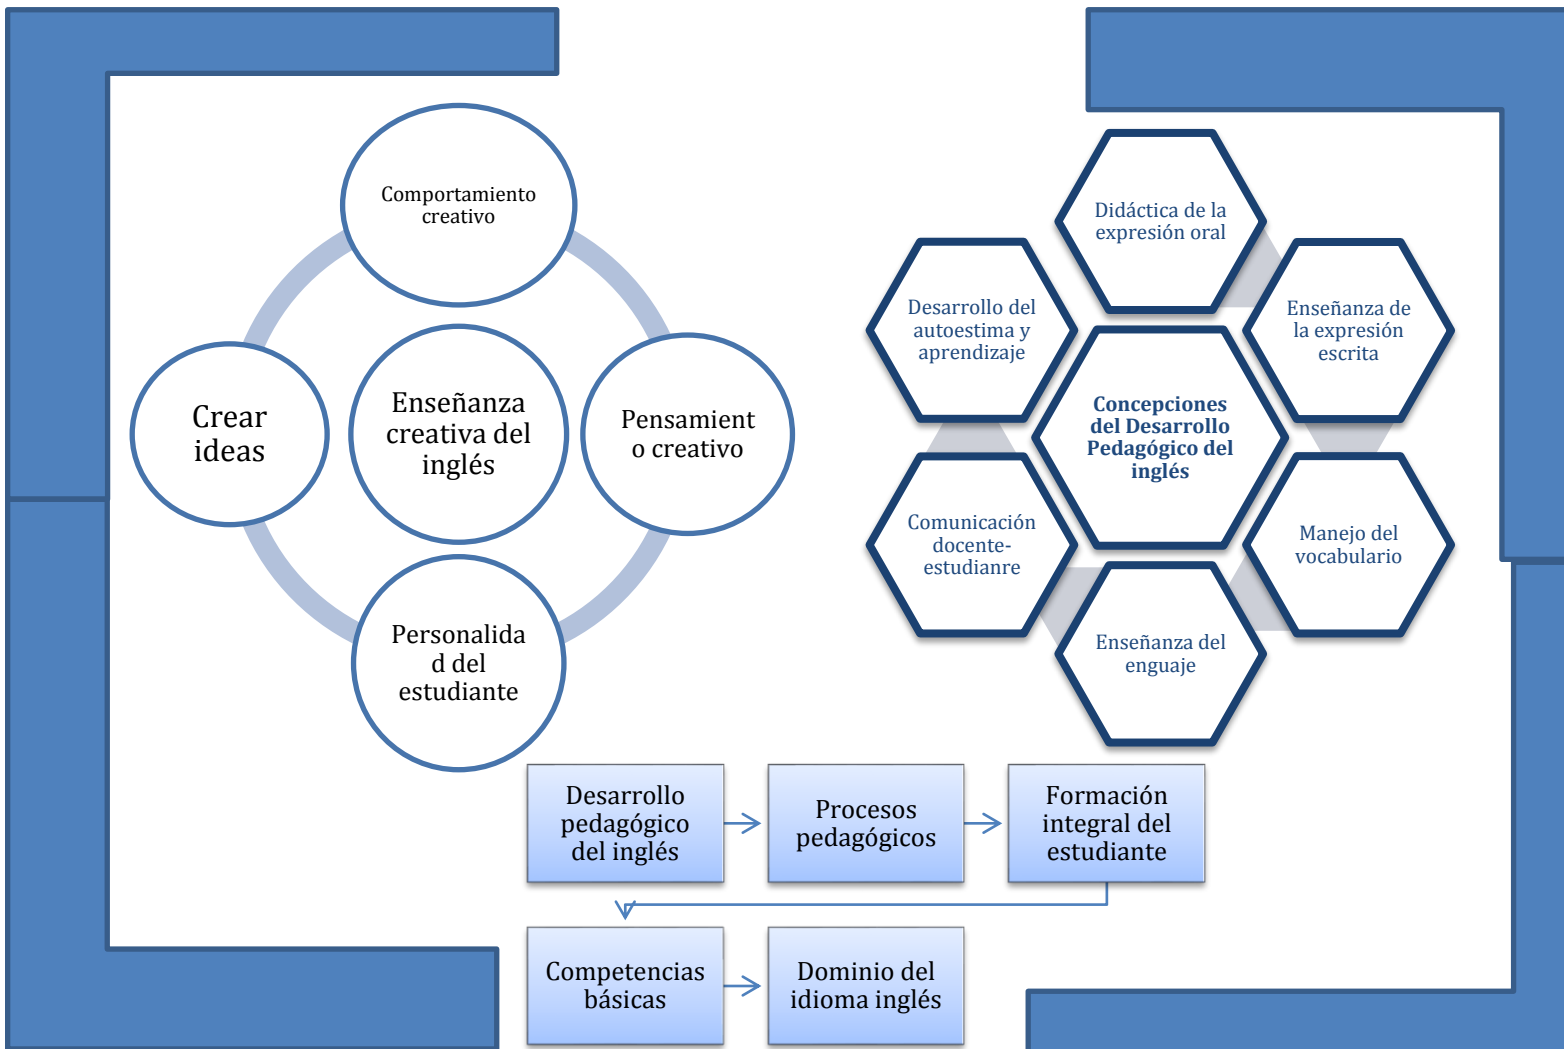 Comportamiento
creativo
Crear
ideas
Enseñanza
creativa del
inglés
Pensamient
o creativo
Personalida
d del
estudiante
Didáctica de la
expresión oral
Desarrollo del
autoestima y
aprendizaje
Enseñanza de
la expresión
escrita
Concepciones
del Desarrollo
Pedagógico del
inglés
Comunicación
docente-
estudianre
Manejo del
vocabulario
Enseñanza del
enguaje
Desarrollo
pedagógico
del inglés
Procesos
pedagógicos
Formación
integral del
estudiante
Competencias
básicas
Dominio del
idioma inglés